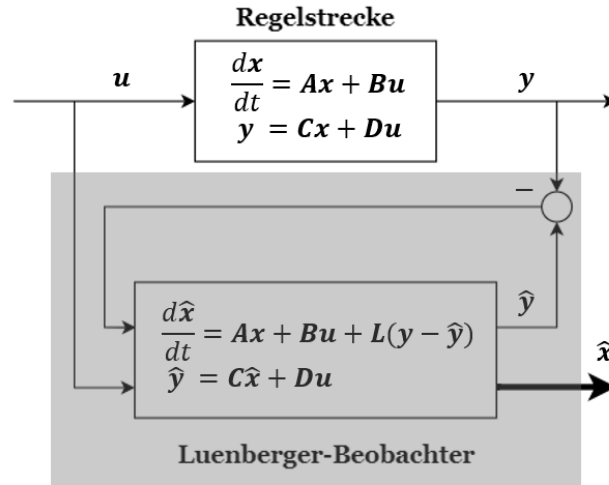 Regelstrecke
u
dx/dt = Ax + Bu
y = Cx + Du
y
−
dx̂/dt = Ax + Bu + L(y − ŷ)
ŷ = Cx̂ + Du
ŷ
x̂
Luenberger-Beobachter